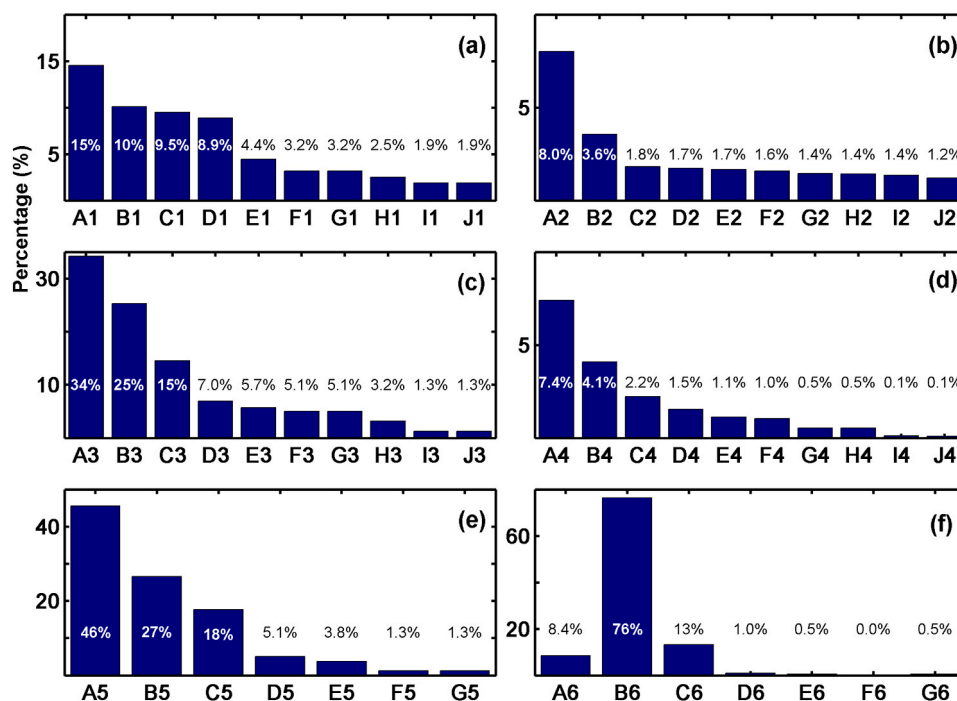 Percentage (%)
(a)
15
5
15% 10% 9.5% 8.9% 4.4% 3.2% 3.2% 2.5% 1.9% 1.9%
A1 B1 C1 D1 E1 F1 G1 H1 I1 J1
(b)
5
8.0% 3.6% 1.8% 1.7% 1.7% 1.6% 1.4% 1.4% 1.4% 1.2%
A2 B2 C2 D2 E2 F2 G2 H2 I2 J2
(c)
30
10
34% 25% 15% 7.0% 5.7% 5.1% 5.1% 3.2% 1.3% 1.3%
A3 B3 C3 D3 E3 F3 G3 H3 I3 J3
(d)
5
7.4% 4.1% 2.2% 1.5% 1.1% 1.0% 0.5% 0.5% 0.1% 0.1%
A4 B4 C4 D4 E4 F4 G4 H4 I4 J4
(e)
40
20
46% 27% 18% 5.1% 3.8% 1.3% 1.3%
A5 B5 C5 D5 E5 F5 G5
(f)
60
20
8.4% 76% 13% 1.0% 0.5% 0.0% 0.5%
A6 B6 C6 D6 E6 F6 G6